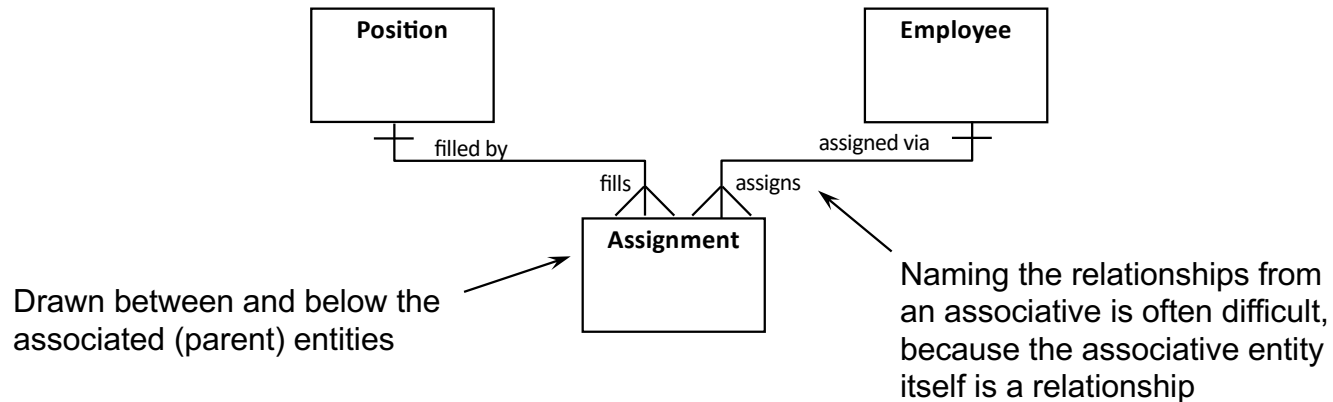 Position
Employee
filled by
assigned via
fills
assigns
Assignment
Drawn between and below the
associated (parent) entities
Naming the relationships from
an associative is often difficult,
because the associative entity
itself is a relationship